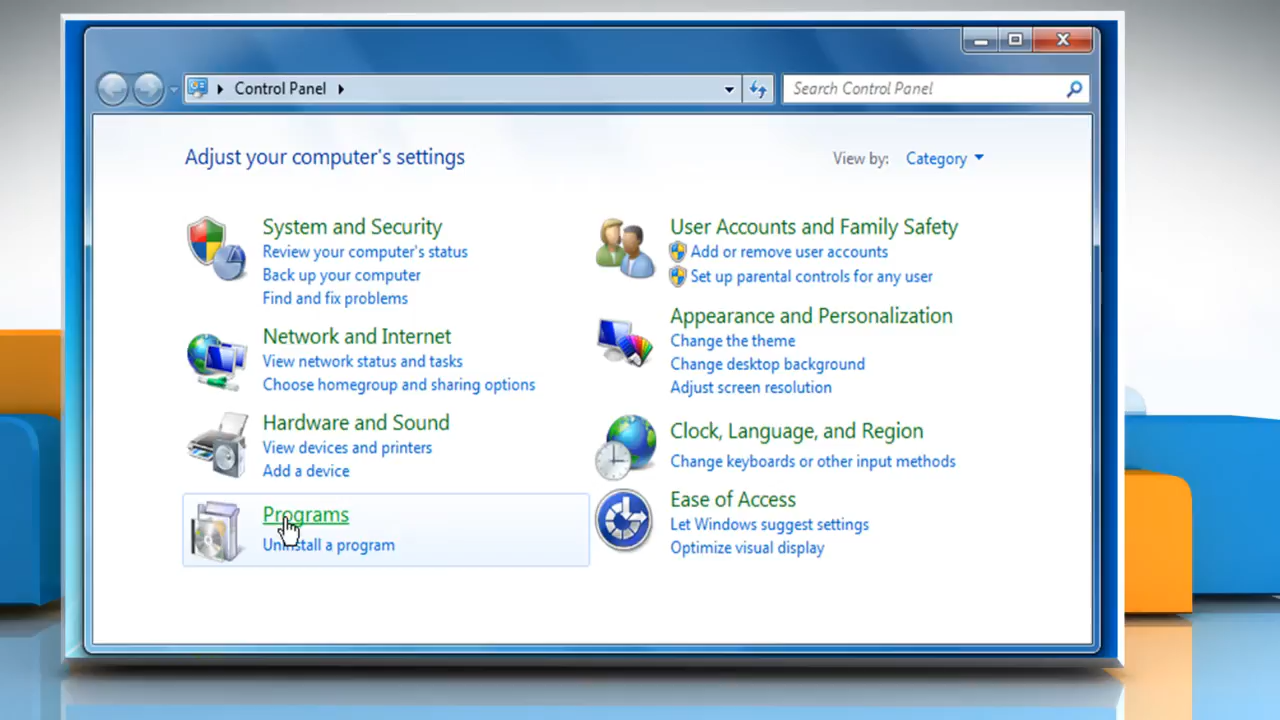 Control Panel
Search Control Panel
Adjust your computer's settings
View by: Category
System and Security
Review your computer's status
Back up your computer
Find and fix problems
Network and Internet
View network status and tasks
Choose homegroup and sharing options
Hardware and Sound
View devices and printers
Add a device
Programs
Uninstall a program
User Accounts and Family Safety
Add or remove user accounts
Set up parental controls for any user
Appearance and Personalization
Change the theme
Change desktop background
Adjust screen resolution
Clock, Language, and Region
Change keyboards or other input methods
Ease of Access
Let Windows suggest settings
Optimize visual display